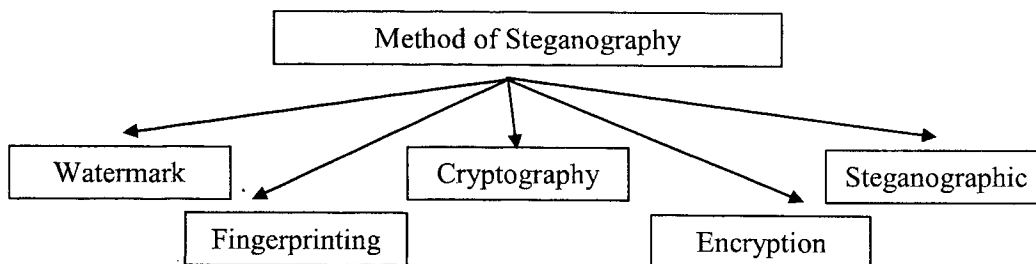 Method of Steganography
Watermark
Cryptography
Steganographic
Fingerprinting
Encryption